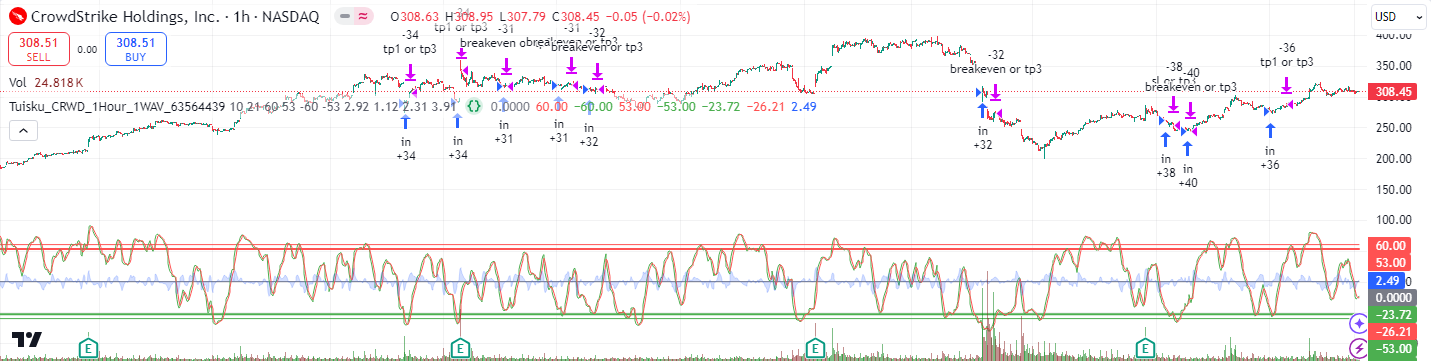 CrowdStrike Holdings, Inc. · 1h · NASDAQ
O308.63 H308.95 L307.79 C308.45 −0.05 (−0.02%)
308.51 SELL
0.00
308.51 BUY
Vol 24.818 K
Tuisku_CRWD_1Hour_1WAV_63564439 10 21 60 53 -60 -53 2.92 1.12 2.31 3.91 0.0000 60.00 −60.00 53.00 −53.00 −23.72 −26.21 2.49
-34
tp1 or tp3
in
+34
-34
tp1 or tp3
in
+34
-31
breakeven or
in
+31
-31
breakeven or
in
+31
-32
breakeven or tp3
in
+32
-32
breakeven or tp3
in
+32
-38
sl or tp3
in
+38
-40
breakeven or tp3
in
+40
-36
tp1 or tp3
in
+36
USD
400.00
350.00
308.45
300.00
250.00
200.00
150.00
100.00
60.00
53.00
2.49
0.0000
−23.72
−26.21
−53.00
E
E
E
E